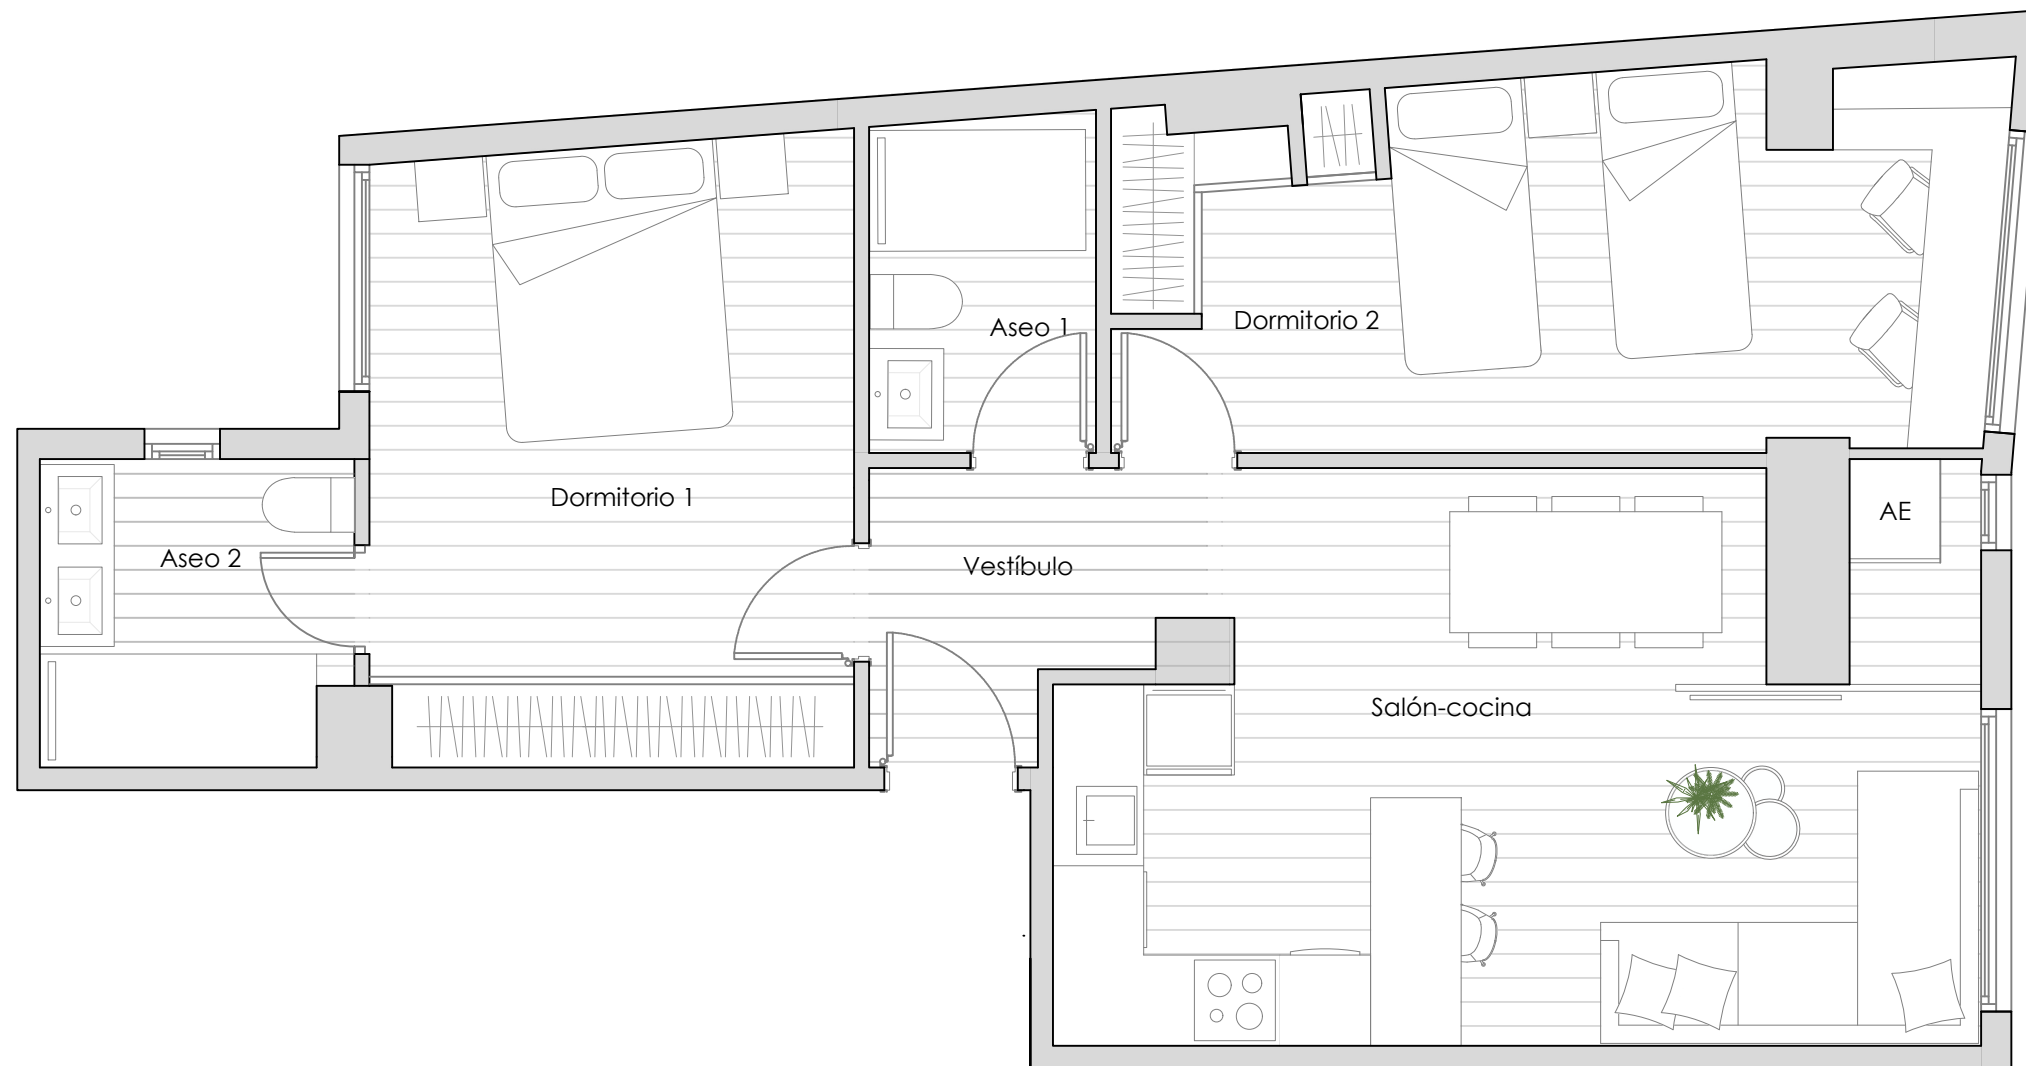 Aseo 1
Dormitorio 2
Dormitorio 1
AE
Aseo 2
Vestíbulo
Salón-cocina